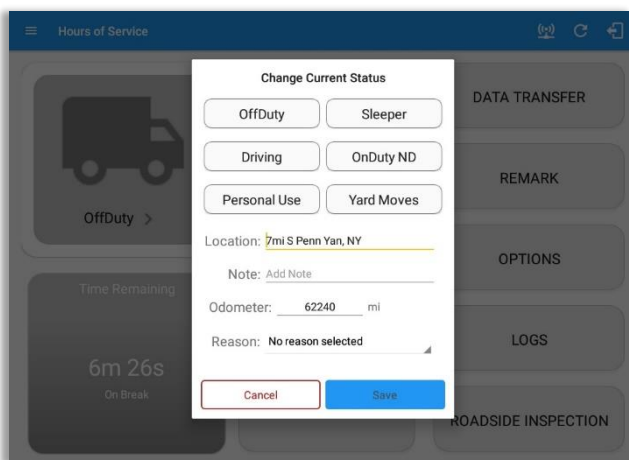 Hours of Service
Change Current Status
OffDuty
Sleeper
Driving
OnDuty ND
Personal Use
Yard Moves
Location: 7mi S Penn Yan, NY
Note: Add Note
Odometer: 62240 mi
Reason: No reason selected
Cancel
Save
OffDuty >
Time Remaining
6m 26s
On Break
DATA TRANSFER
REMARK
OPTIONS
LOGS
ROADSIDE INSPECTION